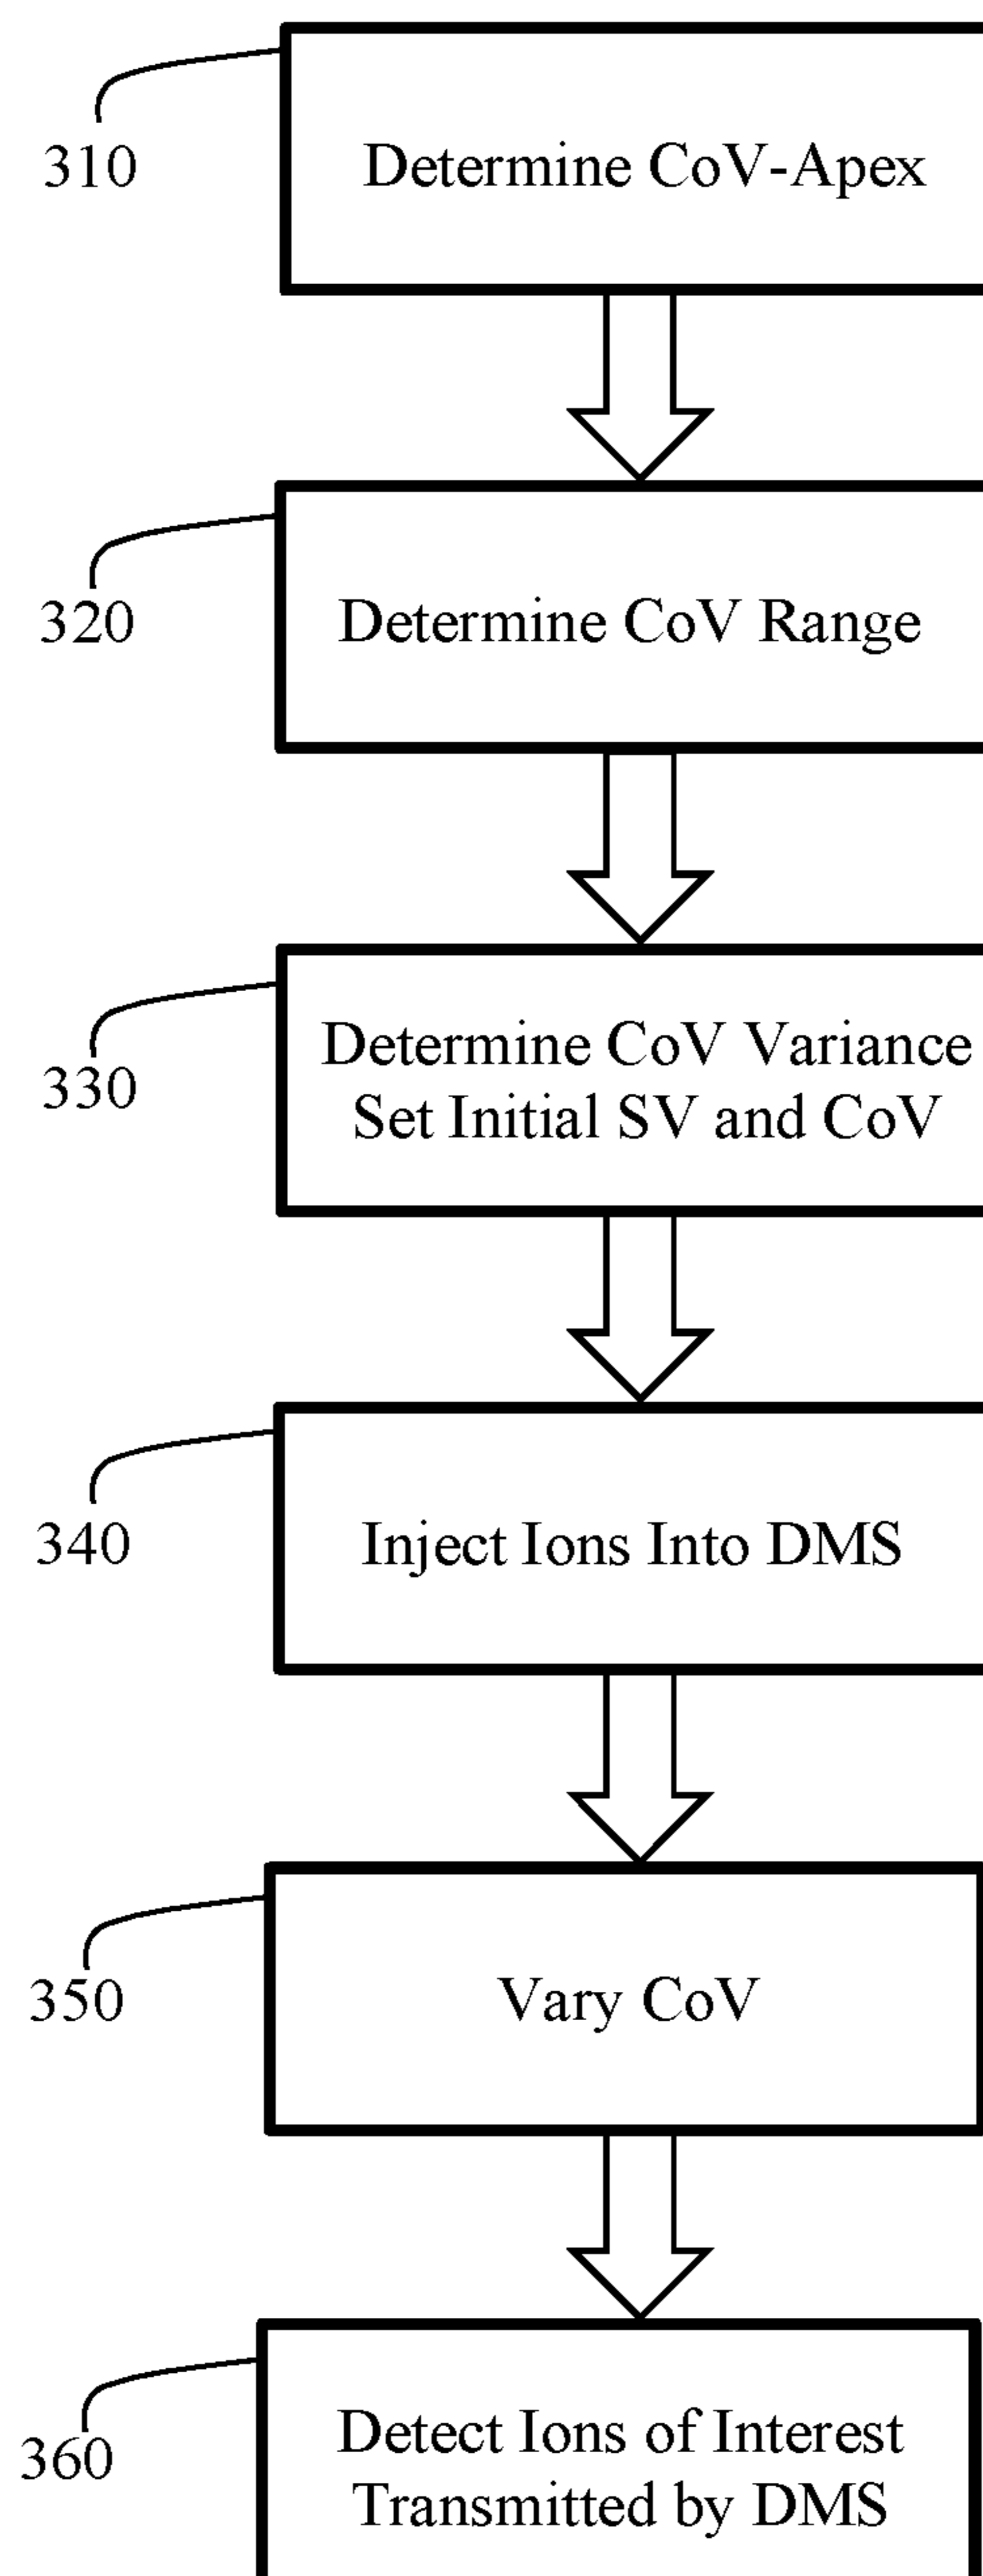 310
Determine CoV-Apex
320
Determine CoV Range
330
Determine CoV Variance
Set Initial SV and CoV
340
Inject Ions Into DMS
350
Vary CoV
360
Detect Ions of Interest
Transmitted by DMS